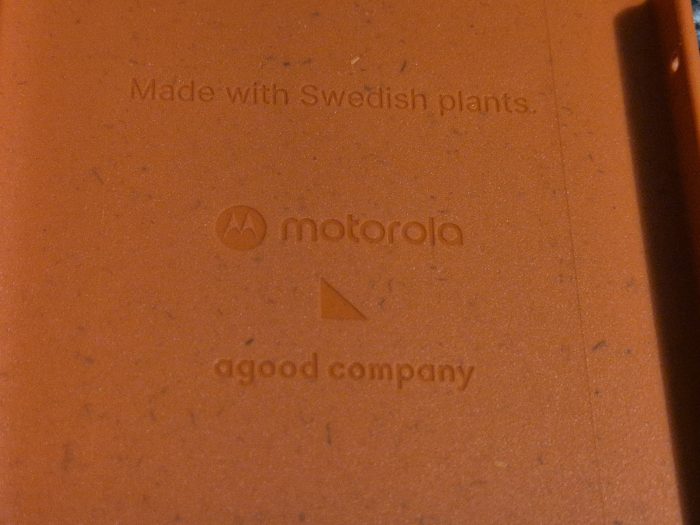 Made with Swedish plants.
motorola
agood company